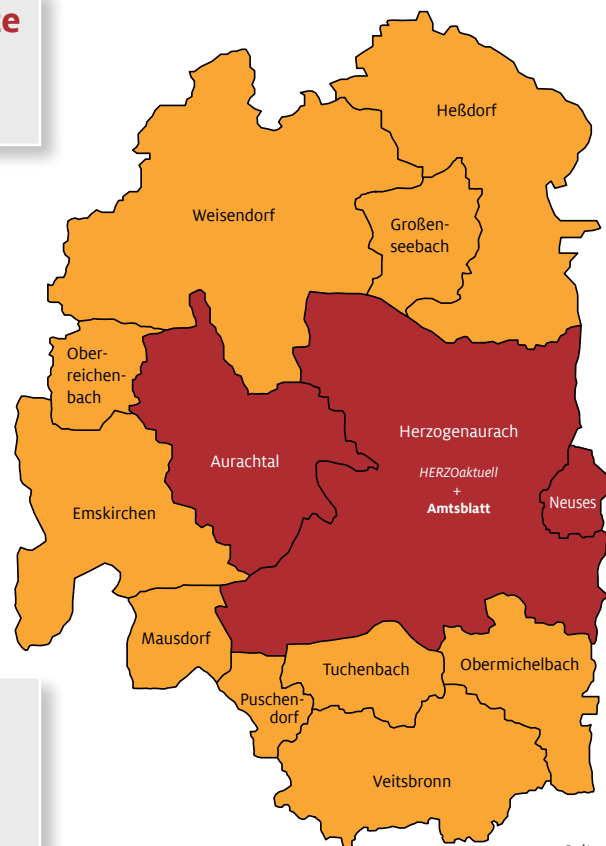 Heßdorf
Weisendorf
Großen-
seebach
Ober-
reichen-
bach
Herzogenaurach
Aurachtal
HERZOaktuell
+
Amtsblatt
Neuses
Emskirchen
Mausdorf
Tuchenbach
Obermichelbach
Puschen-
dorf
Veitsbronn